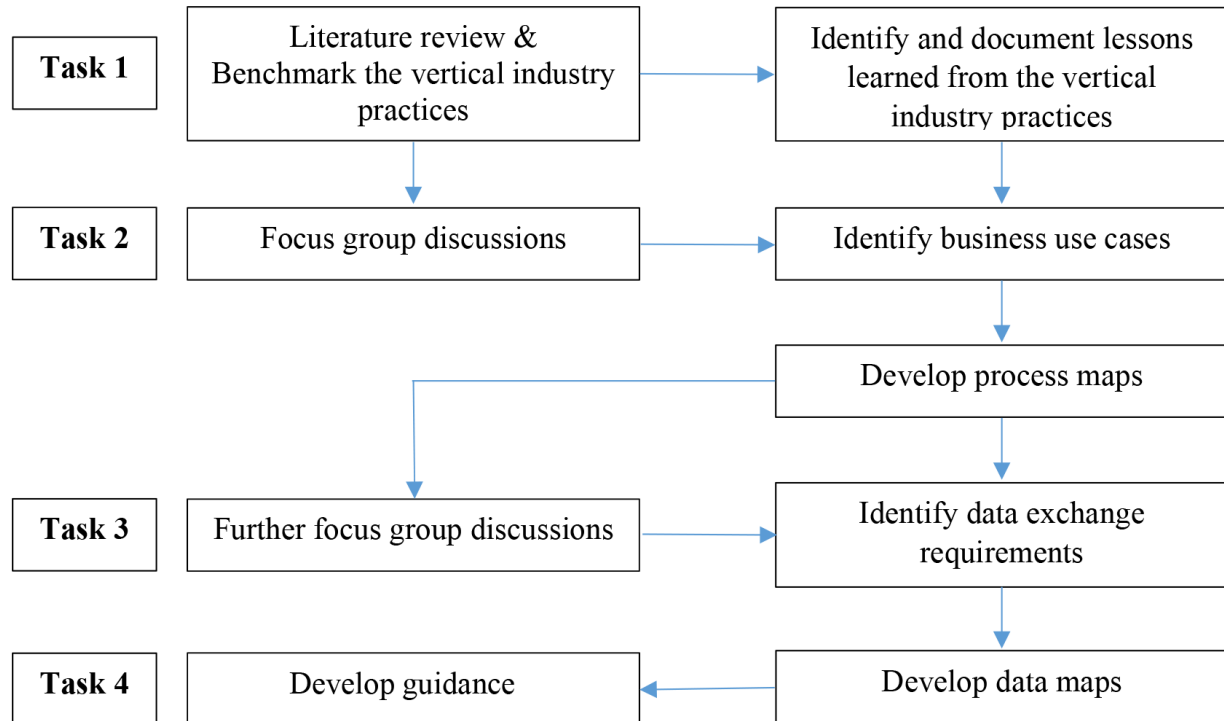 Task 1
Literature review &
Benchmark the vertical industry
practices
Identify and document lessons
learned from the vertical
industry practices
Task 2
Focus group discussions
Identify business use cases
Develop process maps
Task 3
Further focus group discussions
Identify data exchange
requirements
Task 4
Develop guidance
Develop data maps